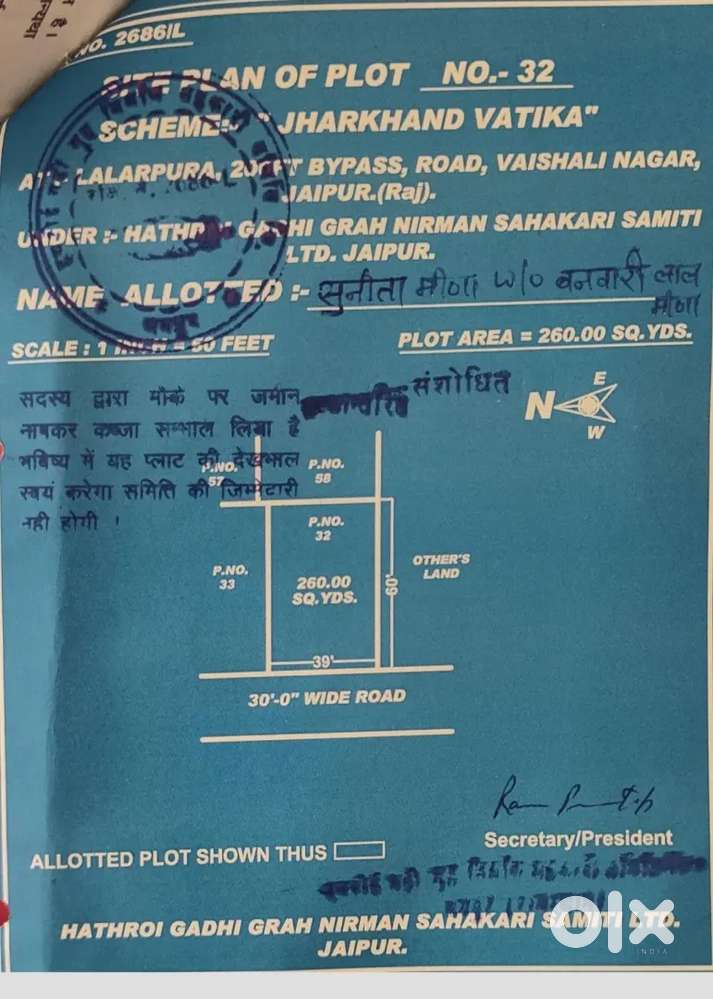 NO. 2686/L
SITE PLAN OF PLOT NO.- 32
SCHEME:- "JHARKHAND VATIKA"
AT:- LALARPURA, 200FT BYPASS, ROAD, VAISHALI NAGAR,
JAIPUR.(Raj).
UNDER :- HATHROI GADHI GRAH NIRMAN SAHAKARI SAMITI
LTD. JAIPUR.
NAME ALLOTTED :- सुनीता मीणा W/o बनवारी लाल
मीणा
SCALE : 1 INCH = 50 FEET
PLOT AREA = 260.00 SQ.YDS.
संशोधित
सदस्य द्वारा मौके पर जमीन
नापकर कब्जा सम्भाल लिया है
भविष्य में यह प्लाट की देखभाल
स्वयं करेगा समिति की जिम्मेदारी
नही होगी ।
E
N
W
P.NO.
57
P.NO.
58
P.NO.
32
P.NO.
33
260.00
SQ.YDS.
OTHER'S
LAND
60'
39'
30'-0" WIDE ROAD
Secretary/President
ALLOTTED PLOT SHOWN THUS
HATHROI GADHI GRAH NIRMAN SAHAKARI SAMITI LTD.
JAIPUR.
olx
INDIA